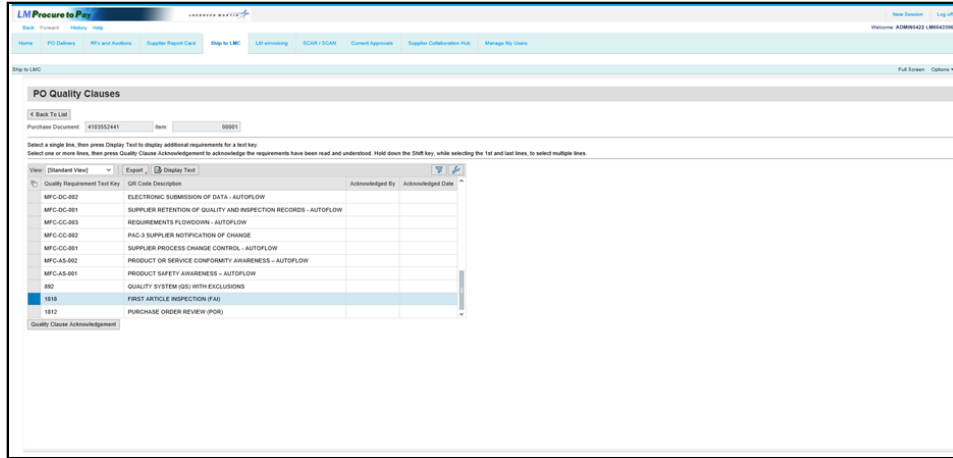 LM Procure to Pay LOCKHEED MARTIN New Session Log off
Back Forward History Help Welcome
Home PO Delivery RFx and Auctions Supplier Report Card Ship to LMC LM eInvoicing SCAR / SCAN Current Approvals Supplier Collaboration Hub Manage My Users
Ship to LMC Full Screen Options
PO Quality Clauses
Back To List
Purchase Document: 4103552441 Item: 00001
Select a single line, then press Display Text to display additional requirements for a text key.
Select one or more lines, then press Quality Clause Acknowledgement to acknowledge the requirements have been read and understood. Hold down the Shift key, while selecting the 1st and last lines, to select multiple lines.
View: [Standard View] Export Display Text
Quality Requirement Text Key QR Code Description Acknowledged By Acknowledged Date
MFC-DC-002 ELECTRONIC SUBMISSION OF DATA - AUTOFLOW
MFC-DC-001 SUPPLIER RETENTION OF QUALITY AND INSPECTION RECORDS - AUTOFLOW
MFC-CC-003 REQUIREMENTS FLOWDOWN - AUTOFLOW
MFC-CC-002 PAC-3 SUPPLIER NOTIFICATION OF CHANGE
MFC-CC-001 SUPPLIER PROCESS CHANGE CONTROL - AUTOFLOW
MFC-AS-002 PRODUCT OR SERVICE CONFORMITY AWARENESS – AUTOFLOW
MFC-AS-001 PRODUCT SAFETY AWARENESS – AUTOFLOW
892 QUALITY SYSTEM (QS) WITH EXCLUSIONS
FIRST ARTICLE INSPECTION (FAI)
1012 PURCHASE ORDER REVIEW (POR)
Quality Clause Acknowledgement